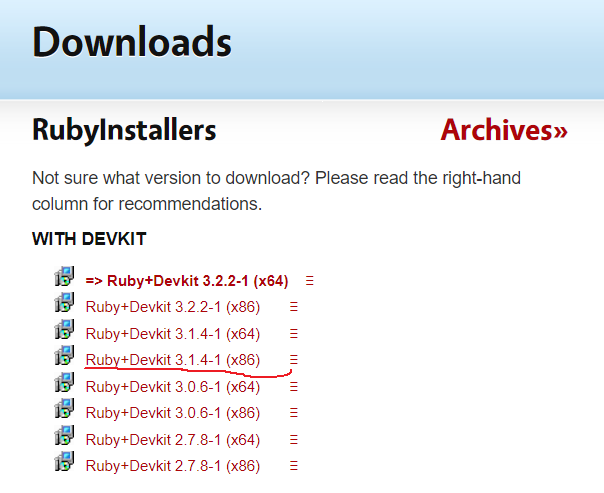 Downloads
RubyInstallers Archives»
Not sure what version to download? Please read the right-hand
column for recommendations.
WITH DEVKIT
=> Ruby+Devkit 3.2.2-1 (x64)
Ruby+Devkit 3.2.2-1 (x86)
Ruby+Devkit 3.1.4-1 (x64)
Ruby+Devkit 3.1.4-1 (x86)
Ruby+Devkit 3.0.6-1 (x64)
Ruby+Devkit 3.0.6-1 (x86)
Ruby+Devkit 2.7.8-1 (x64)
Ruby+Devkit 2.7.8-1 (x86)